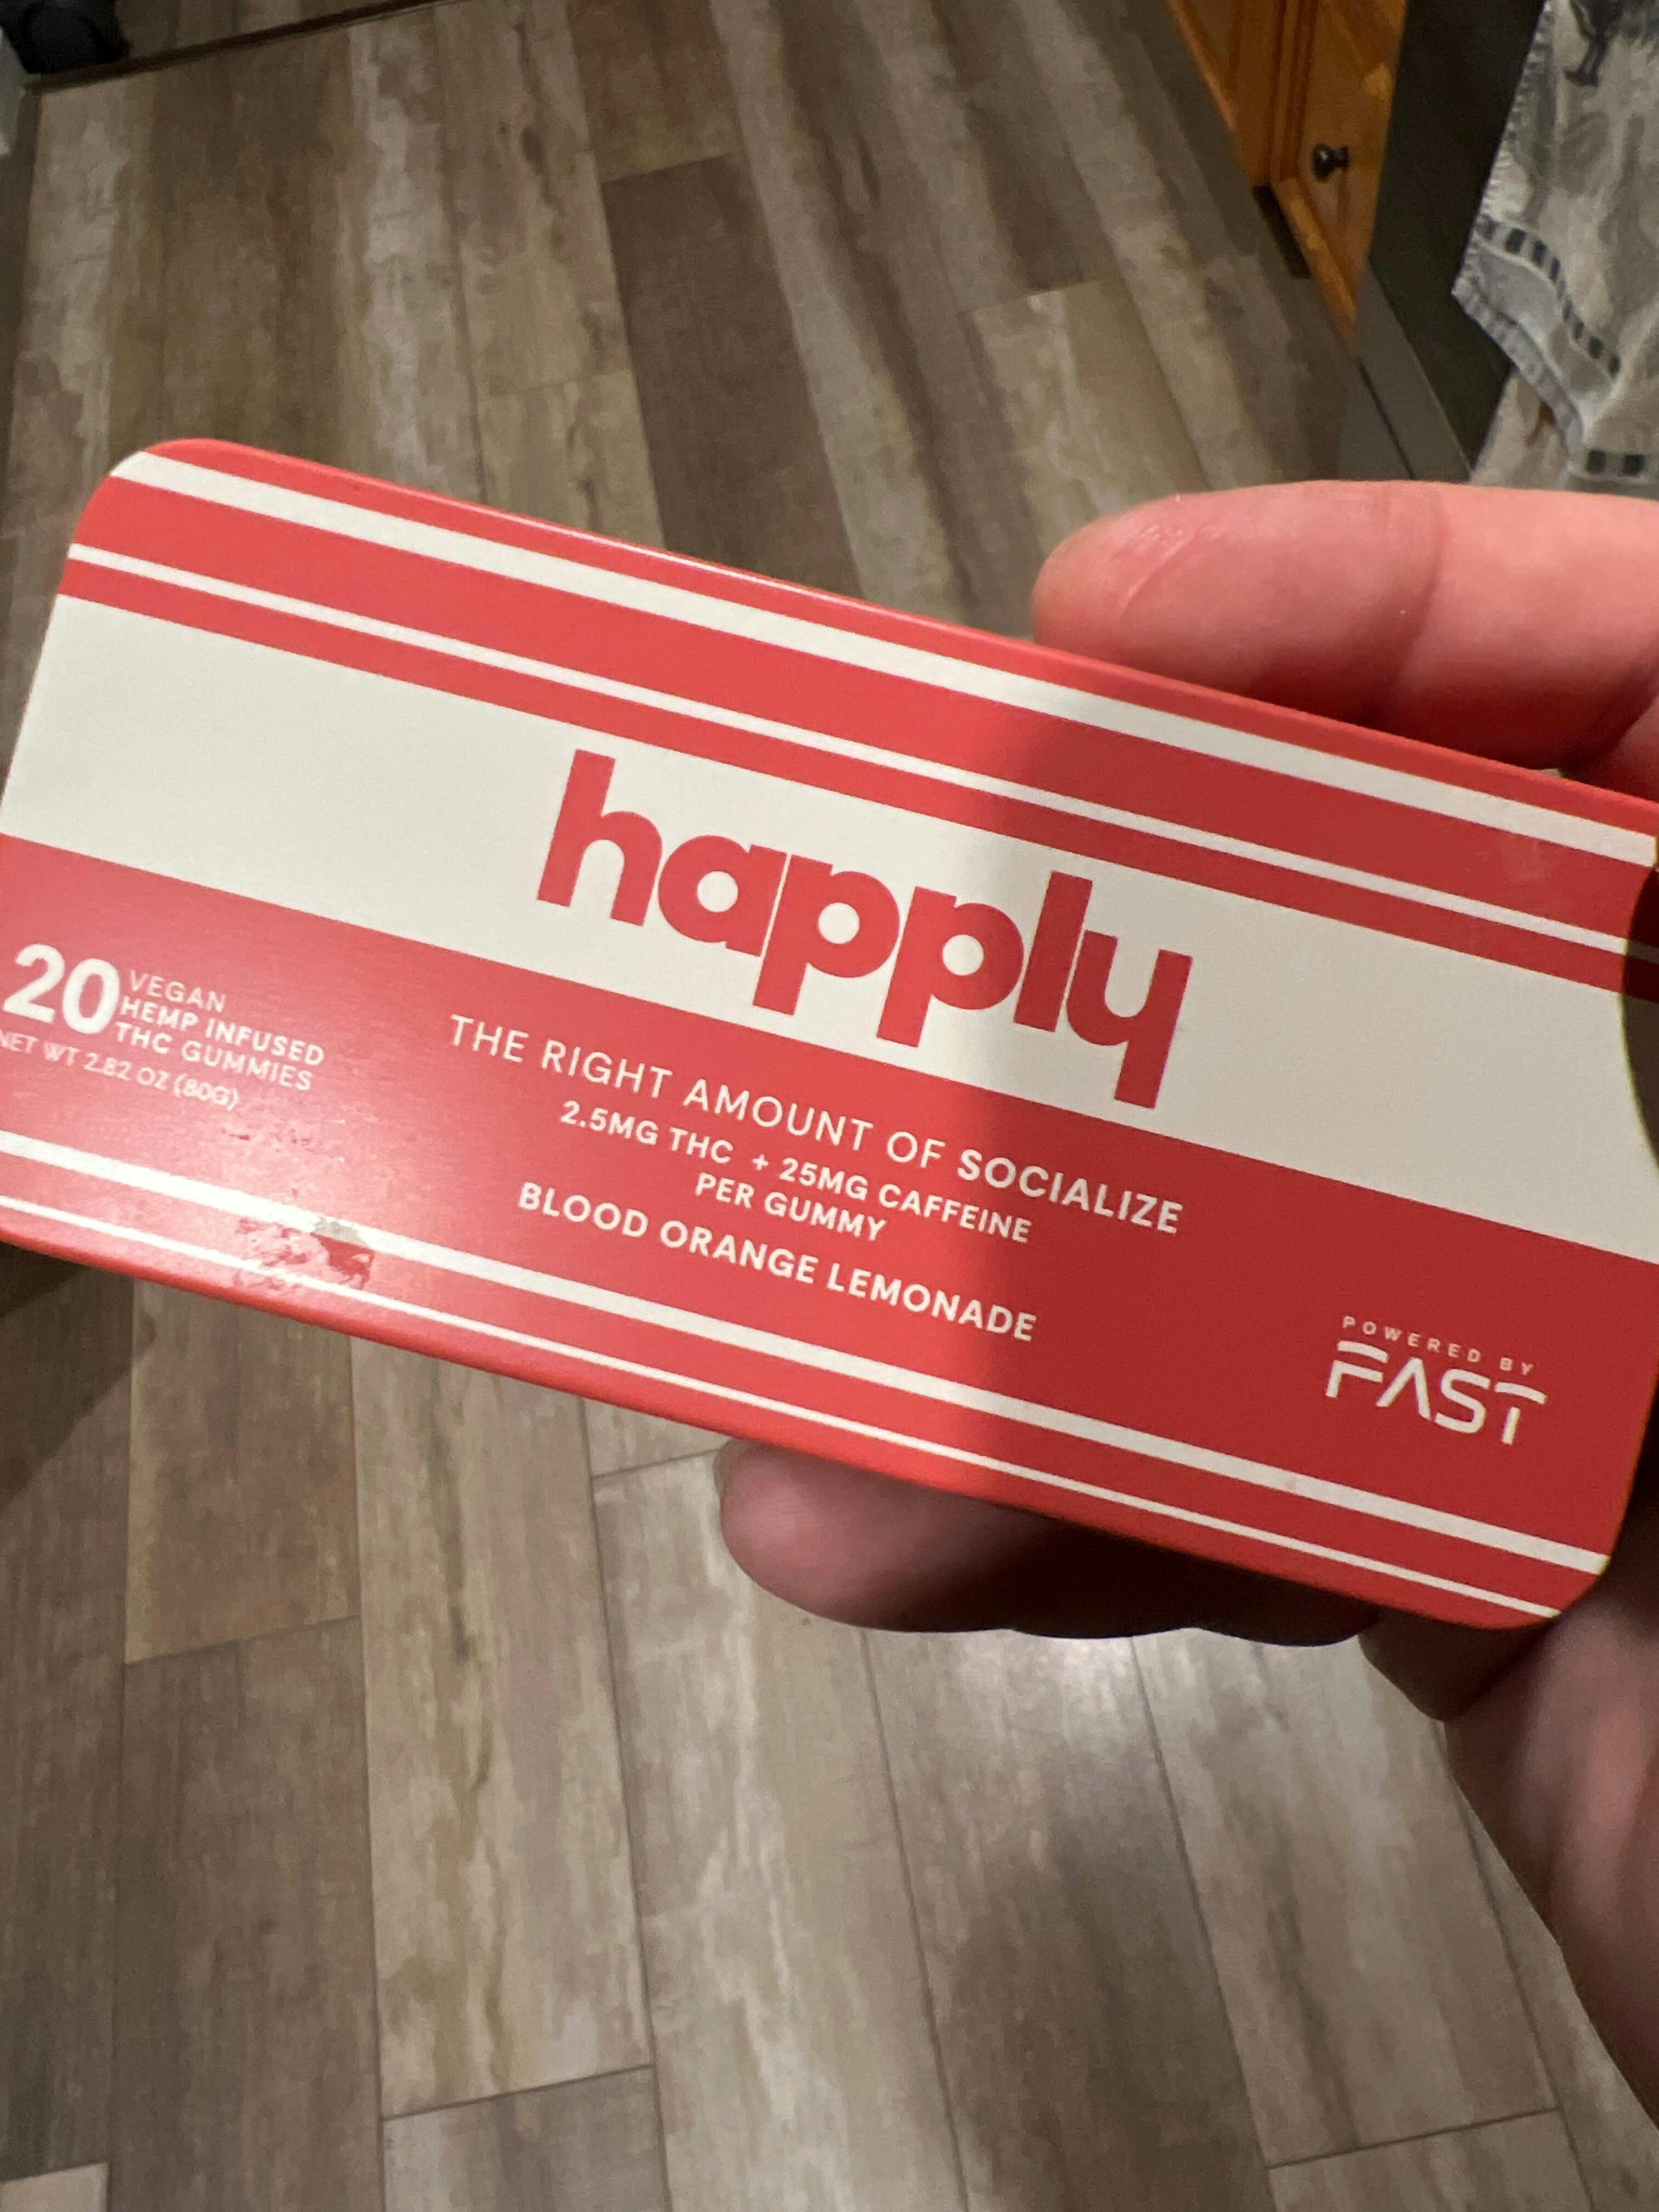 happly
THE RIGHT AMOUNT OF SOCIALIZE
2.5MG THC + 25MG CAFFEINE
PER GUMMY
BLOOD ORANGE LEMONADE
20
VEGAN
HEMP INFUSED
THC GUMMIES
NET WT 2.82 OZ (80G)
POWERED BY
FAST